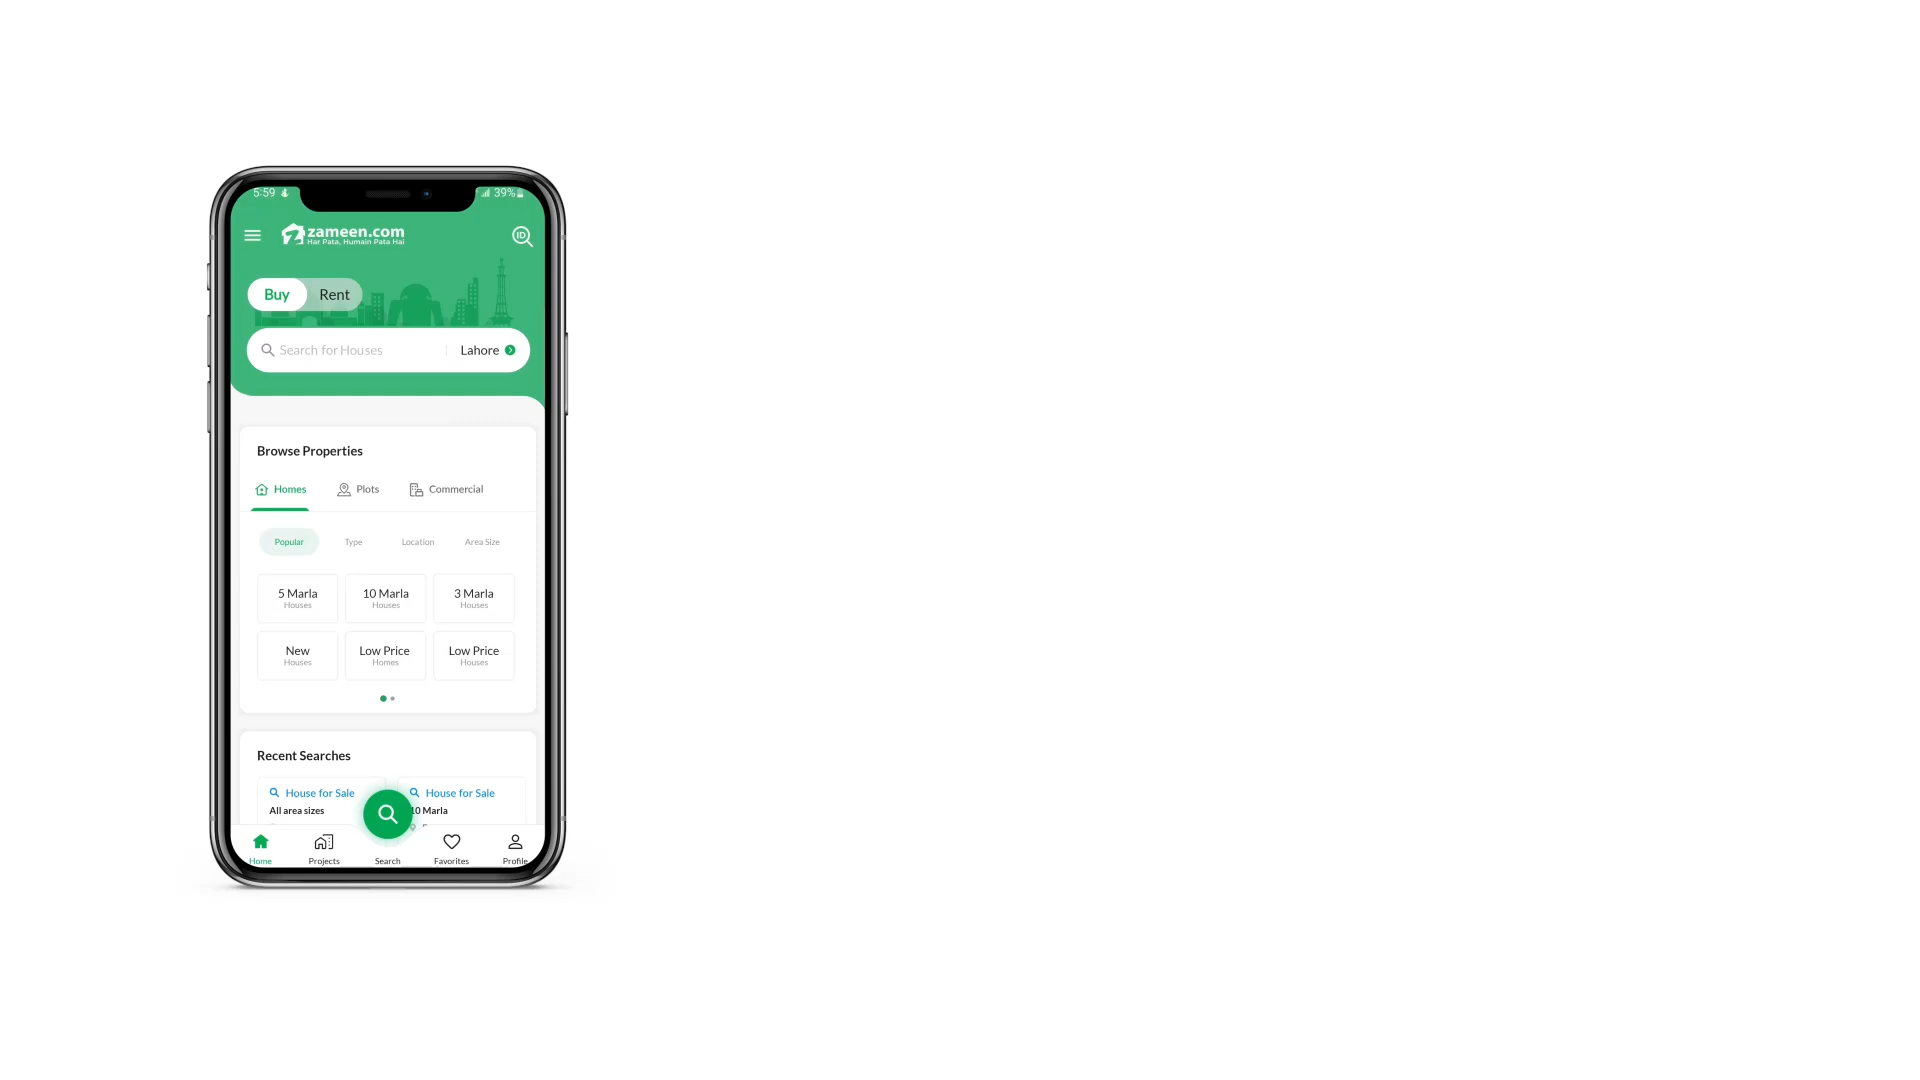 5:59 39%
zameen.com
Har Pata, Humain Pata Hai
ID
Buy Rent
Search for Houses Lahore
Browse Properties
Homes Plots Commercial
Popular Type Location Area Size
5 Marla 10 Marla 3 Marla
Houses Houses Houses
New Low Price Low Price
Houses Homes Houses
Recent Searches
House for Sale House for Sale
All area sizes 10 Marla
Home Projects Search Favorites Profile